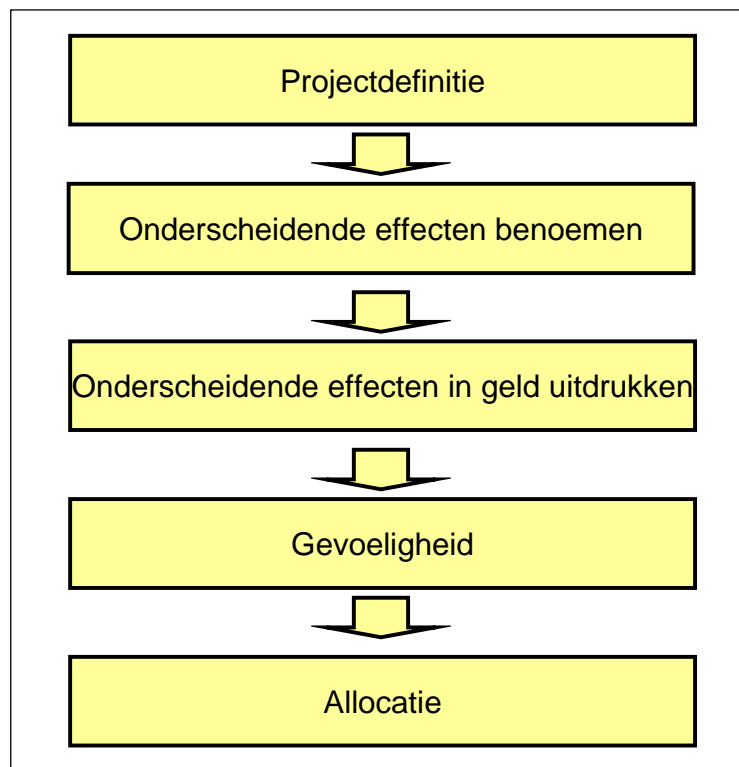 Projectdefinitie
Onderscheidende effecten benoemen
Onderscheidende effecten in geld uitdrukken
Gevoeligheid
Allocatie